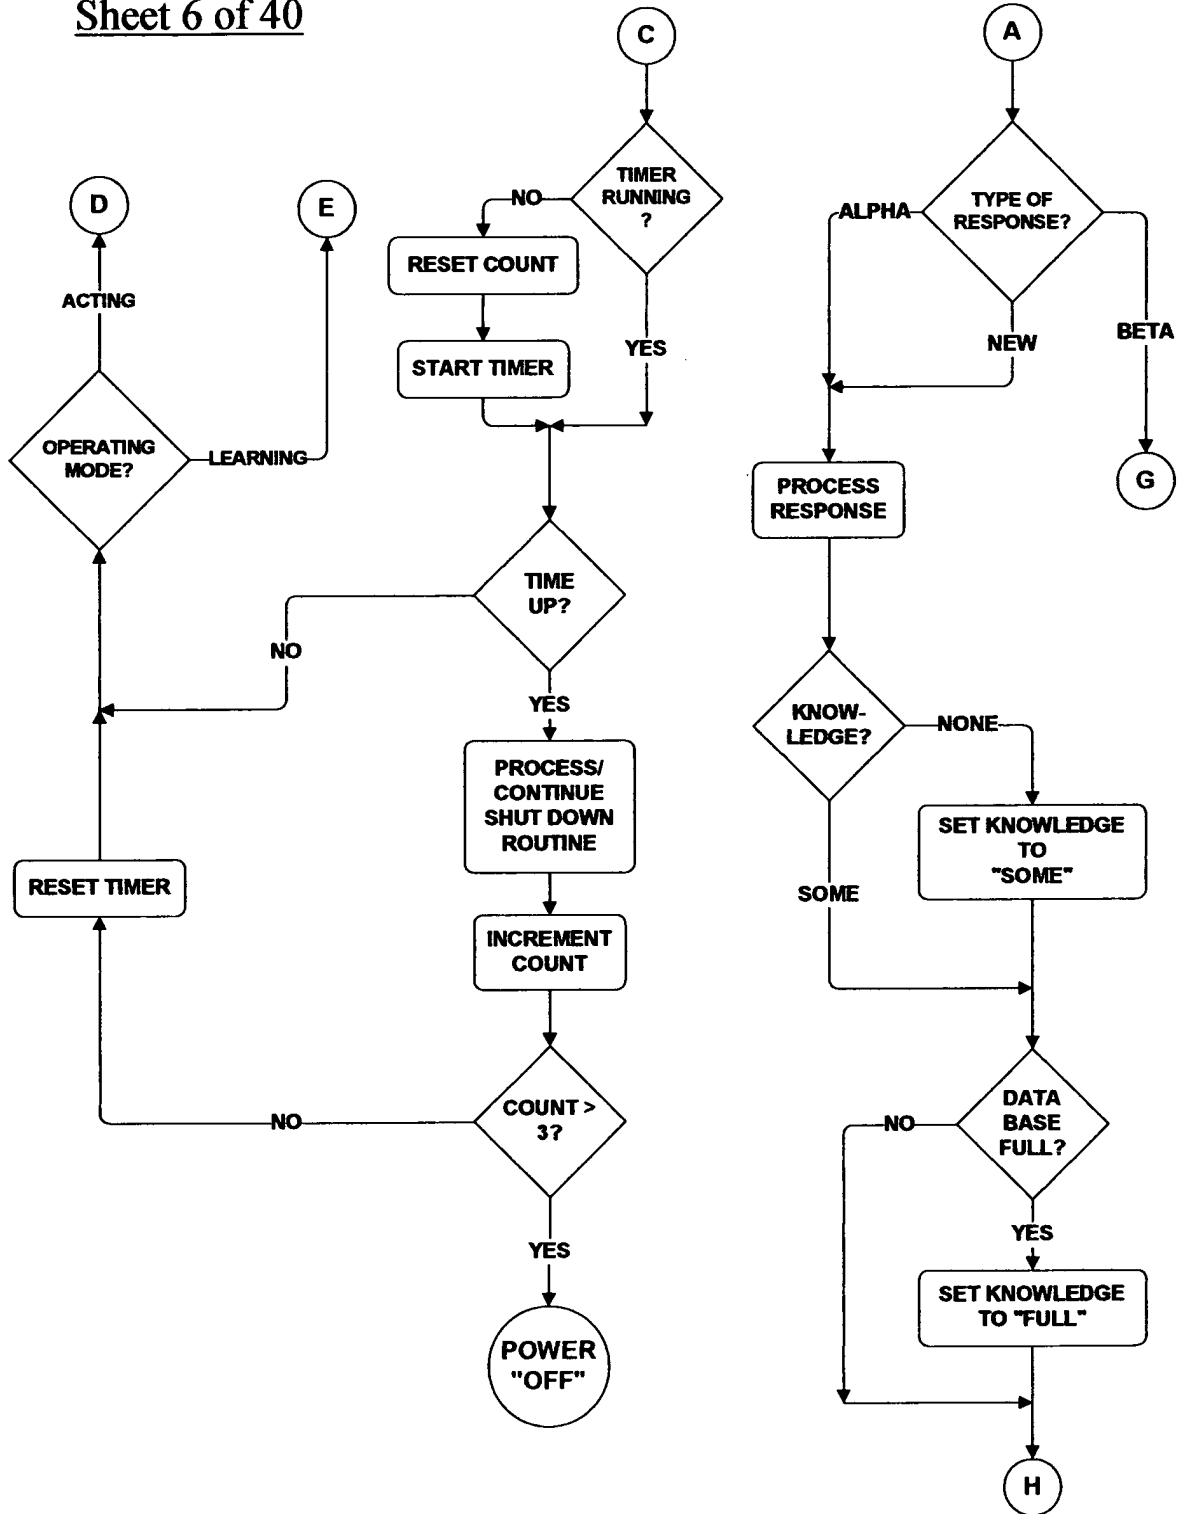 Sheet 6 of 40
C
TIMER
RUNNING
?
NO
RESET COUNT
START TIMER
YES
D
E
ACTING
OPERATING
MODE?
LEARNING
TIME
UP?
NO
YES
PROCESS/
CONTINUE
SHUT DOWN
ROUTINE
RESET TIMER
INCREMENT
COUNT
COUNT >
3?
NO
YES
POWER
"OFF"
A
TYPE OF
RESPONSE?
ALPHA
NEW
BETA
G
PROCESS
RESPONSE
KNOW-
LEDGE?
NONE
SET KNOWLEDGE
TO
"SOME"
SOME
DATA
BASE
FULL?
NO
YES
SET KNOWLEDGE
TO "FULL"
H